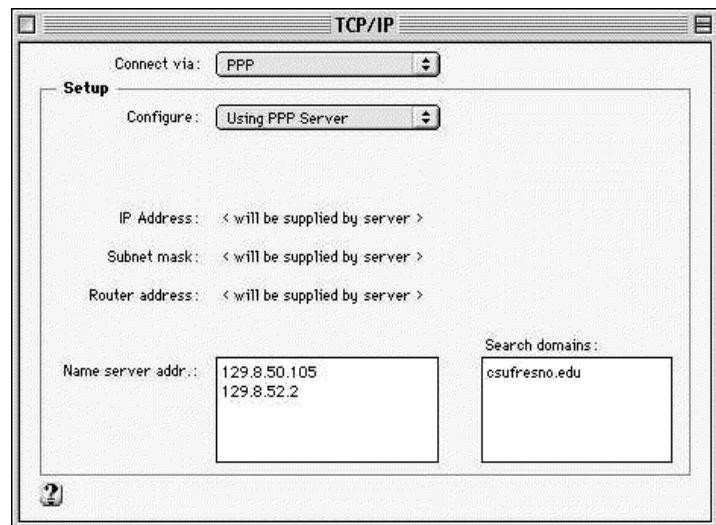 TCP/IP
Connect via: PPP
Setup
Configure: Using PPP Server
IP Address: < will be supplied by server >
Subnet mask: < will be supplied by server >
Router address: < will be supplied by server >
Search domains:
Name server addr.: 129.8.50.105 csufresno.edu
129.8.52.2
?